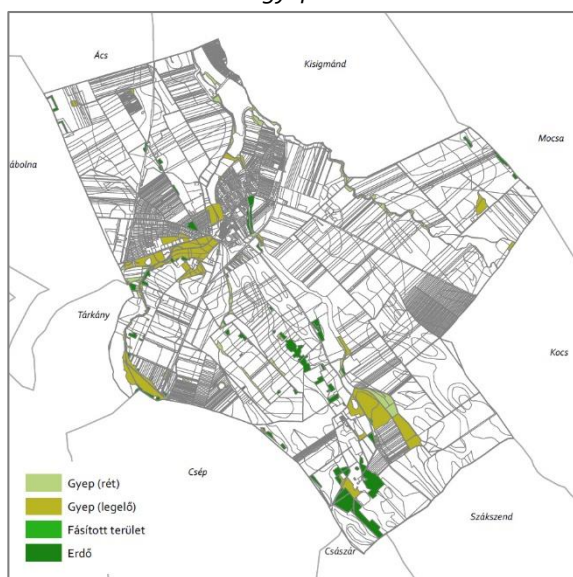 Ács
Kisigmánd
Mocsa
ábolna
Tárkány
Kocs
Csép
Szákszend
Császár
Gyep (rét)
Gyep (legelő)
Fásított terület
Erdő